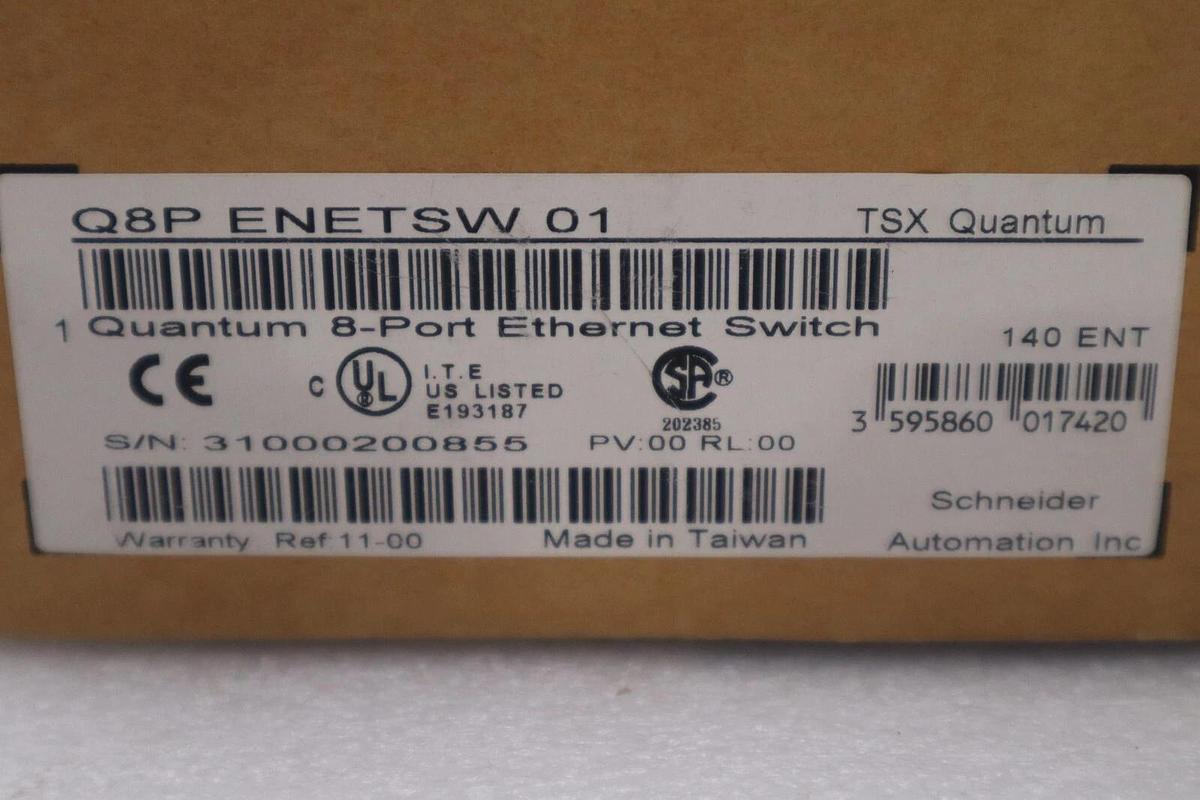 Q8P ENETSW 01 TSX Quantum
1 Quantum 8-Port Ethernet Switch
140 ENT
CE C UL ® I.T.E
US LISTED
E193187
SA ®
202385
3 595860 017420
S/N: 31000200855 PV:00 RL:00
Schneider
Warranty Ref 11-00 Made in Taiwan Automation Inc